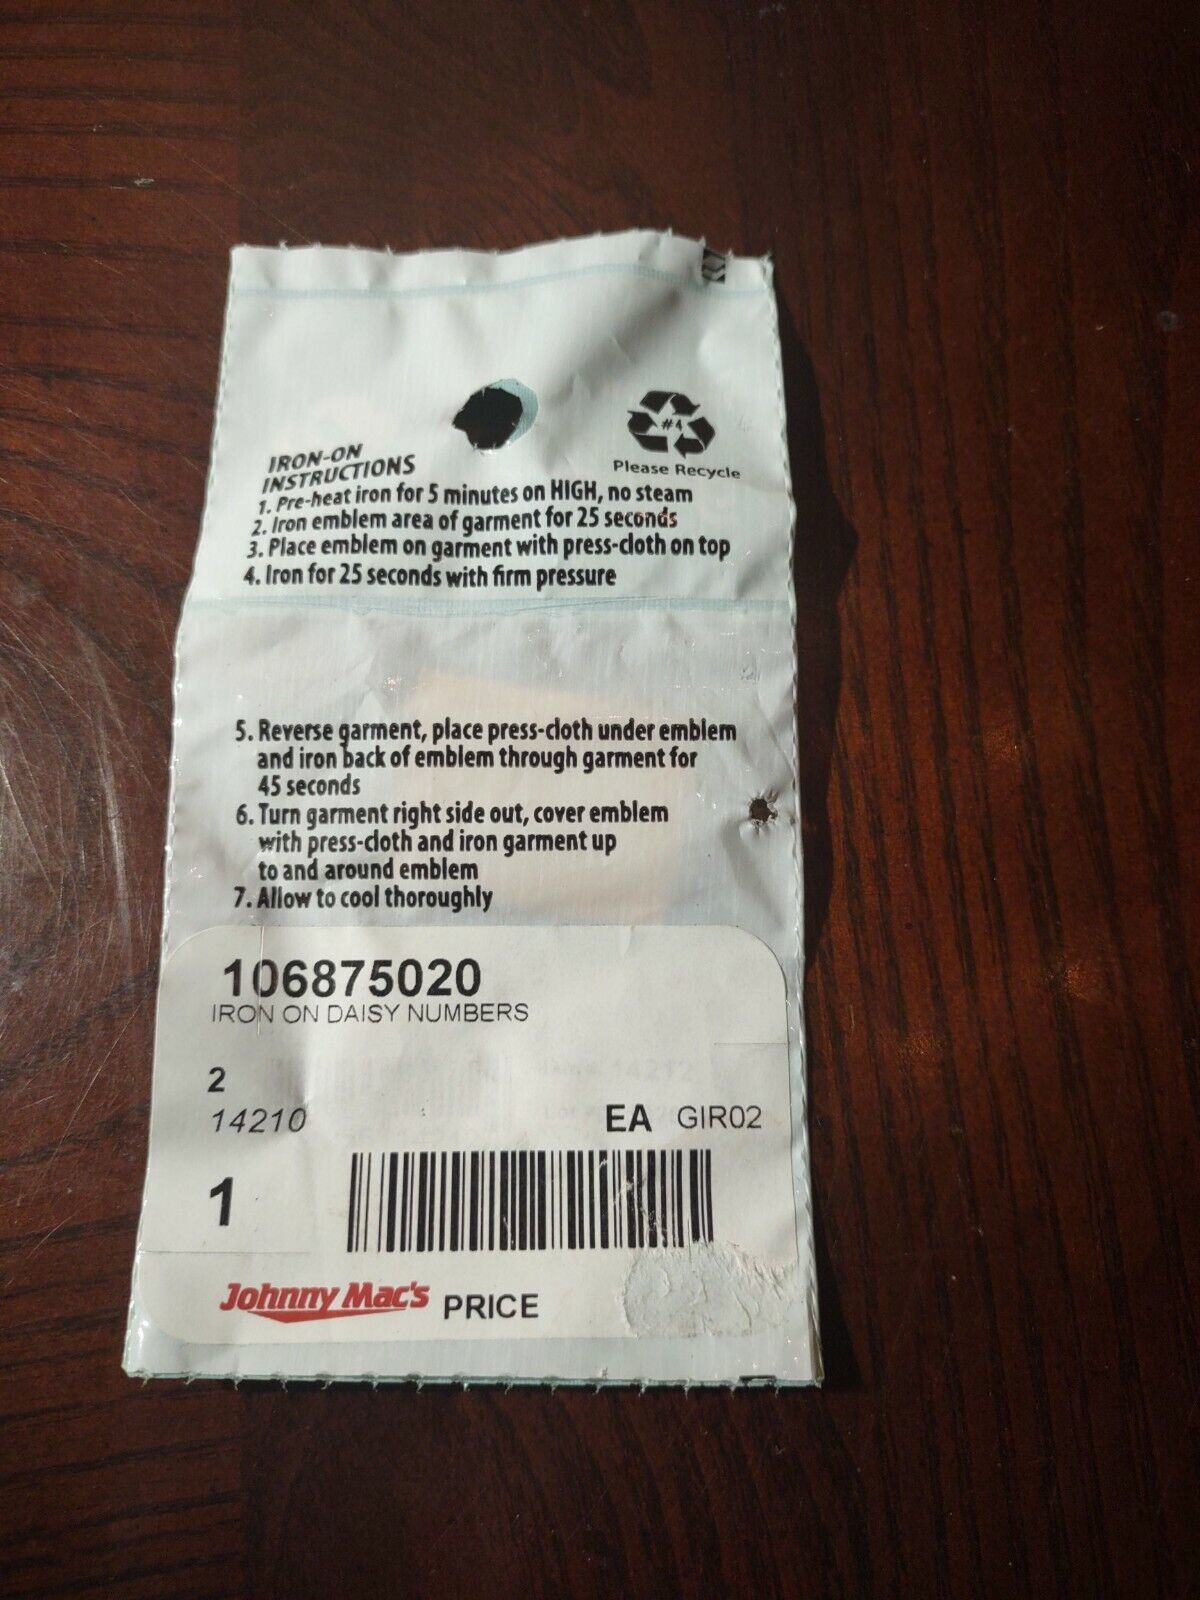 #4
Please Recycle
IRON-ON
INSTRUCTIONS
1. Pre-heat iron for 5 minutes on HIGH, no steam
2. Iron emblem area of garment for 25 seconds
3. Place emblem on garment with press-cloth on top
4. Iron for 25 seconds with firm pressure
5. Reverse garment, place press-cloth under emblem
and iron back of emblem through garment for
45 seconds
6. Turn garment right side out, cover emblem
with press-cloth and iron garment up
to and around emblem
7. Allow to cool thoroughly
106875020
IRON ON DAISY NUMBERS
2
14212
14210
EA GIR02
1
Johnny Mac's PRICE